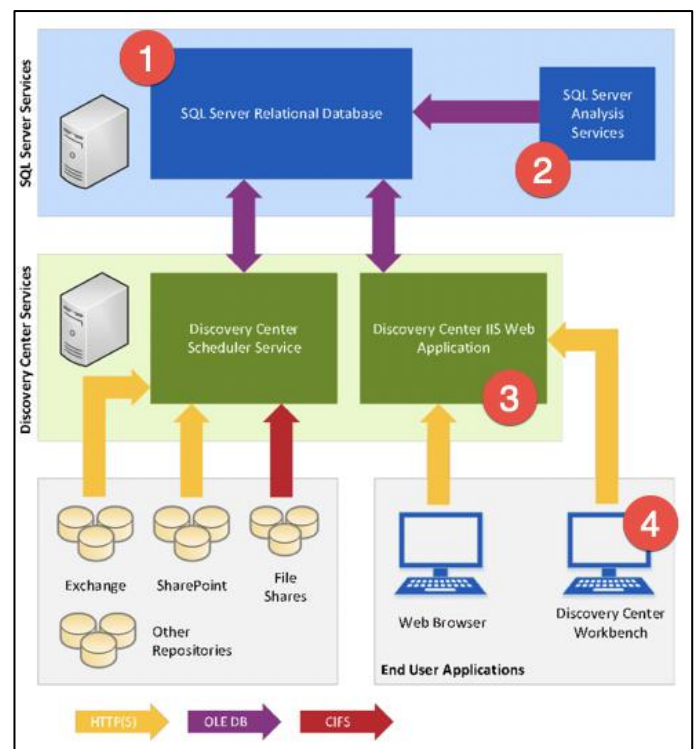 SQL Server Services
1
SQL Server Relational Database
SQL Server
Analysis
Services
2
Discovery Center Services
Discovery Center
Scheduler Service
Discovery Center IIS Web
Application
3
Exchange
SharePoint
File
Shares
Other
Repositories
4
Web Browser
Discovery Center
Workbench
End User Applications
HTTP(S)
OLE DB
CIFS